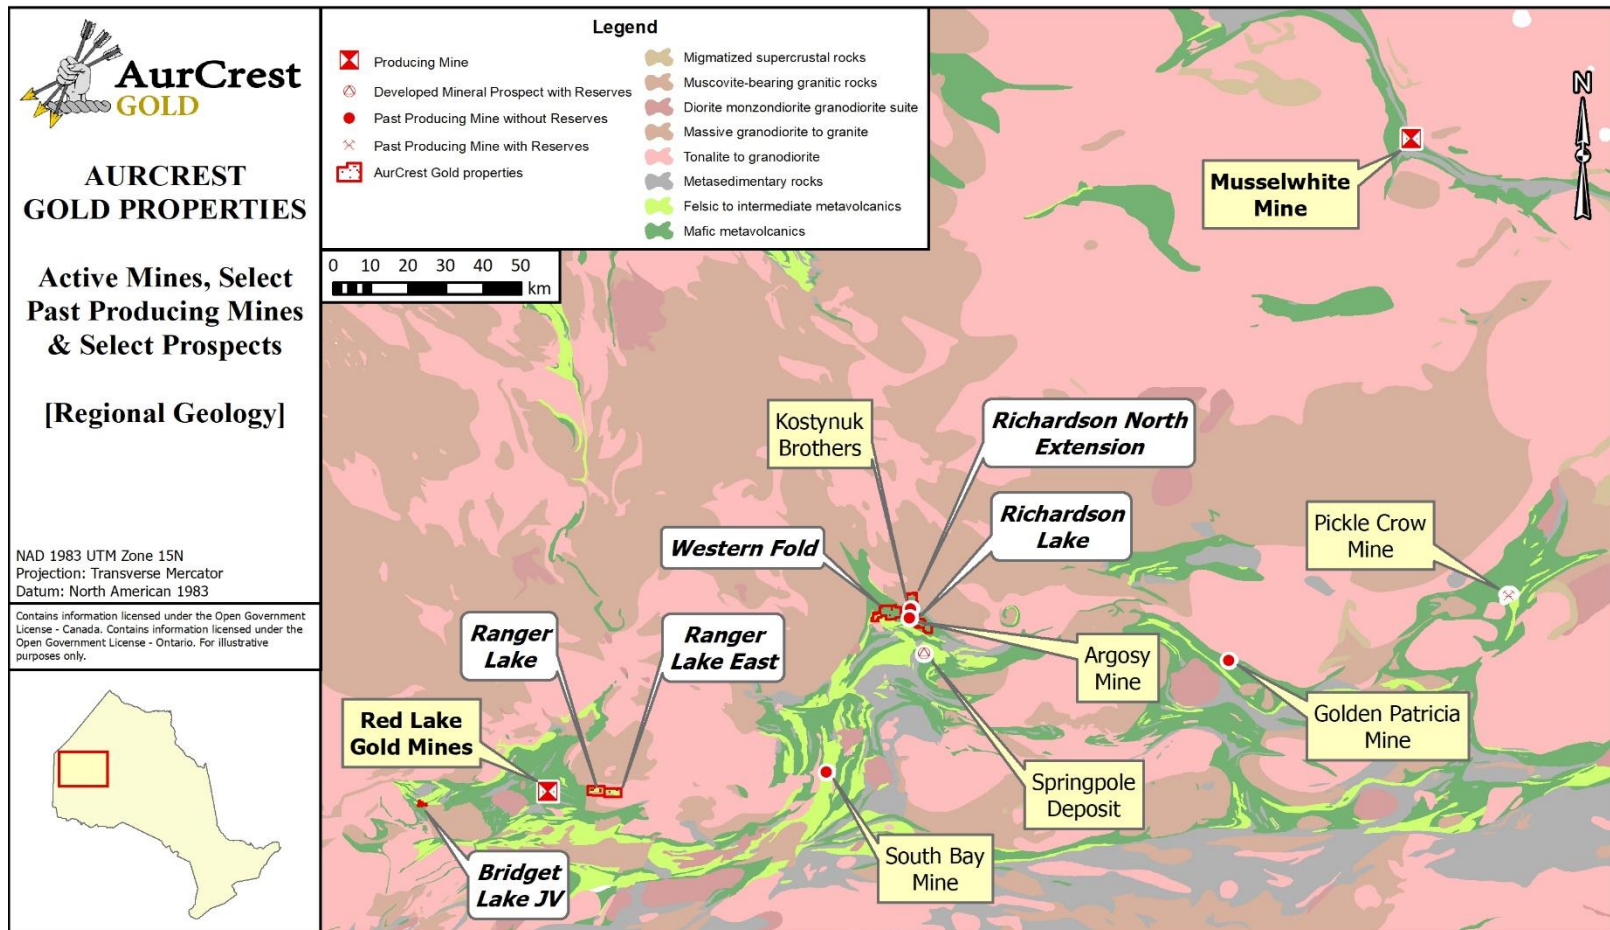 AurCrest
GOLD
AURCREST
GOLD PROPERTIES
Active Mines, Select
Past Producing Mines
& Select Prospects
[Regional Geology]
NAD 1983 UTM Zone 15N
Projection: Transverse Mercator
Datum: North American 1983
Contains information licensed under the Open Government
License - Canada. Contains information licensed under the
Open Government License - Ontario. For illustrative
purposes only.
Legend
Producing Mine
Developed Mineral Prospect with Reserves
Past Producing Mine without Reserves
Past Producing Mine with Reserves
AurCrest Gold properties
Migmatized supercrustal rocks
Muscovite-bearing granitic rocks
Diorite monzondiorite granodiorite suite
Massive granodiorite to granite
Tonalite to granodiorite
Metasedimentary rocks
Felsic to intermediate metavolcanics
Mafic metavolcanics
0 10 20 30 40 50
km
N
Musselwhite
Mine
Kostynuk
Brothers
Richardson North
Extension
Richardson
Lake
Western Fold
Pickle Crow
Mine
Ranger
Lake
Ranger
Lake East
Argosy
Mine
Golden Patricia
Mine
Red Lake
Gold Mines
Springpole
Deposit
South Bay
Mine
Bridget
Lake JV